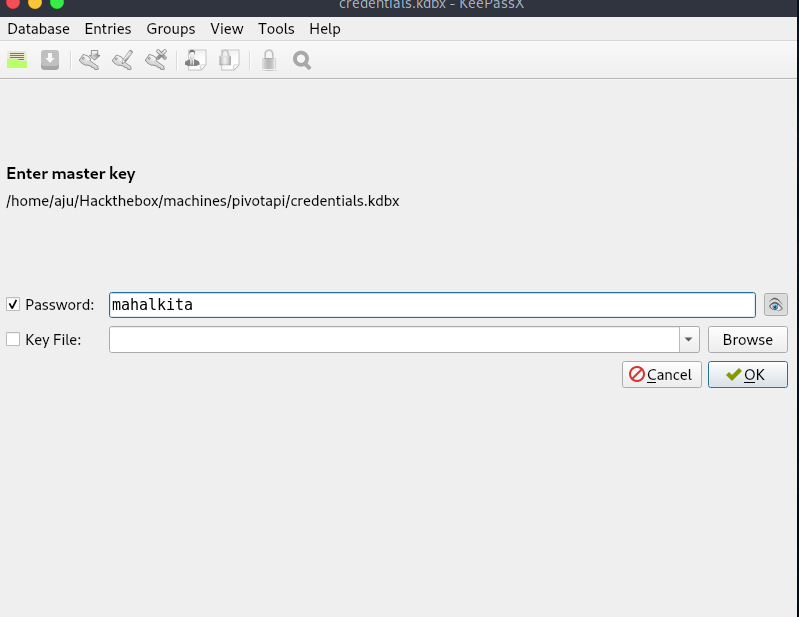 credentials.kdbx - KeePassX
Database Entries Groups View Tools Help
Enter master key
/home/aju/Hackthebox/machines/pivotapi/credentials.kdbx
Password: mahalkita
Key File: Browse
Cancel OK